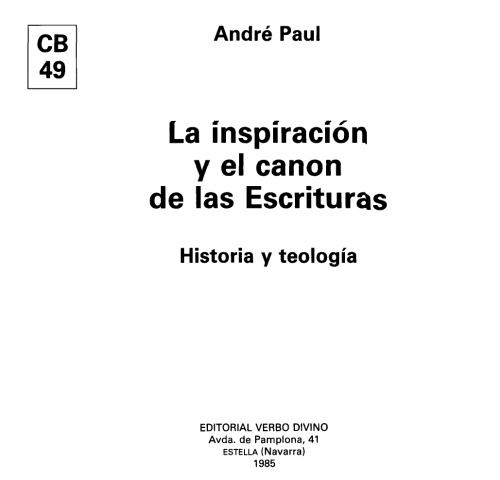 CB
49
André Paul
La inspiración
y el canon
de las Escrituras
Historia y teología
EDITORIAL VERBO DIVINO
Avda. de Pamplona, 41
ESTELLA (Navarra)
1985